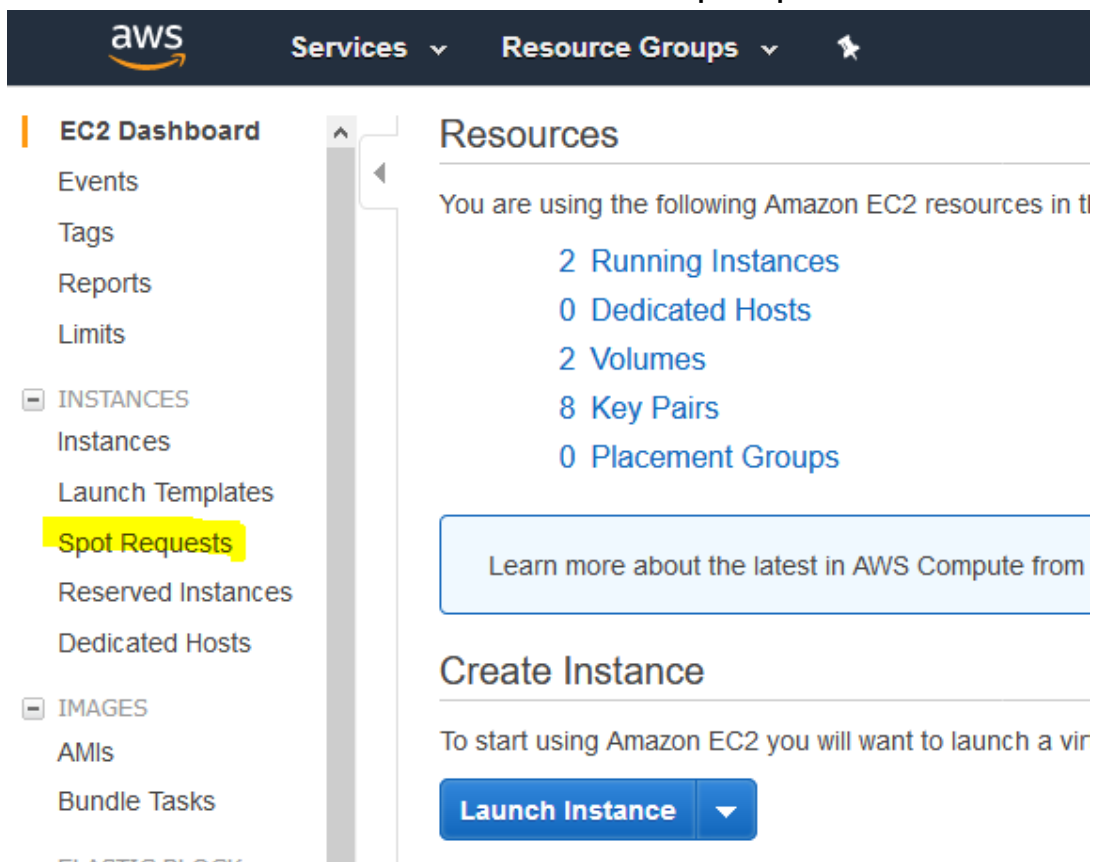 aws Services Resource Groups
EC2 Dashboard
Events
Tags
Reports
Limits
INSTANCES
Instances
Launch Templates
Spot Requests
Reserved Instances
Dedicated Hosts
IMAGES
AMIs
Bundle Tasks
Resources
You are using the following Amazon EC2 resources in
2 Running Instances
0 Dedicated Hosts
2 Volumes
8 Key Pairs
0 Placement Groups
Learn more about the latest in AWS Compute from
Create Instance
To start using Amazon EC2 you will want to launch a
Launch Instance